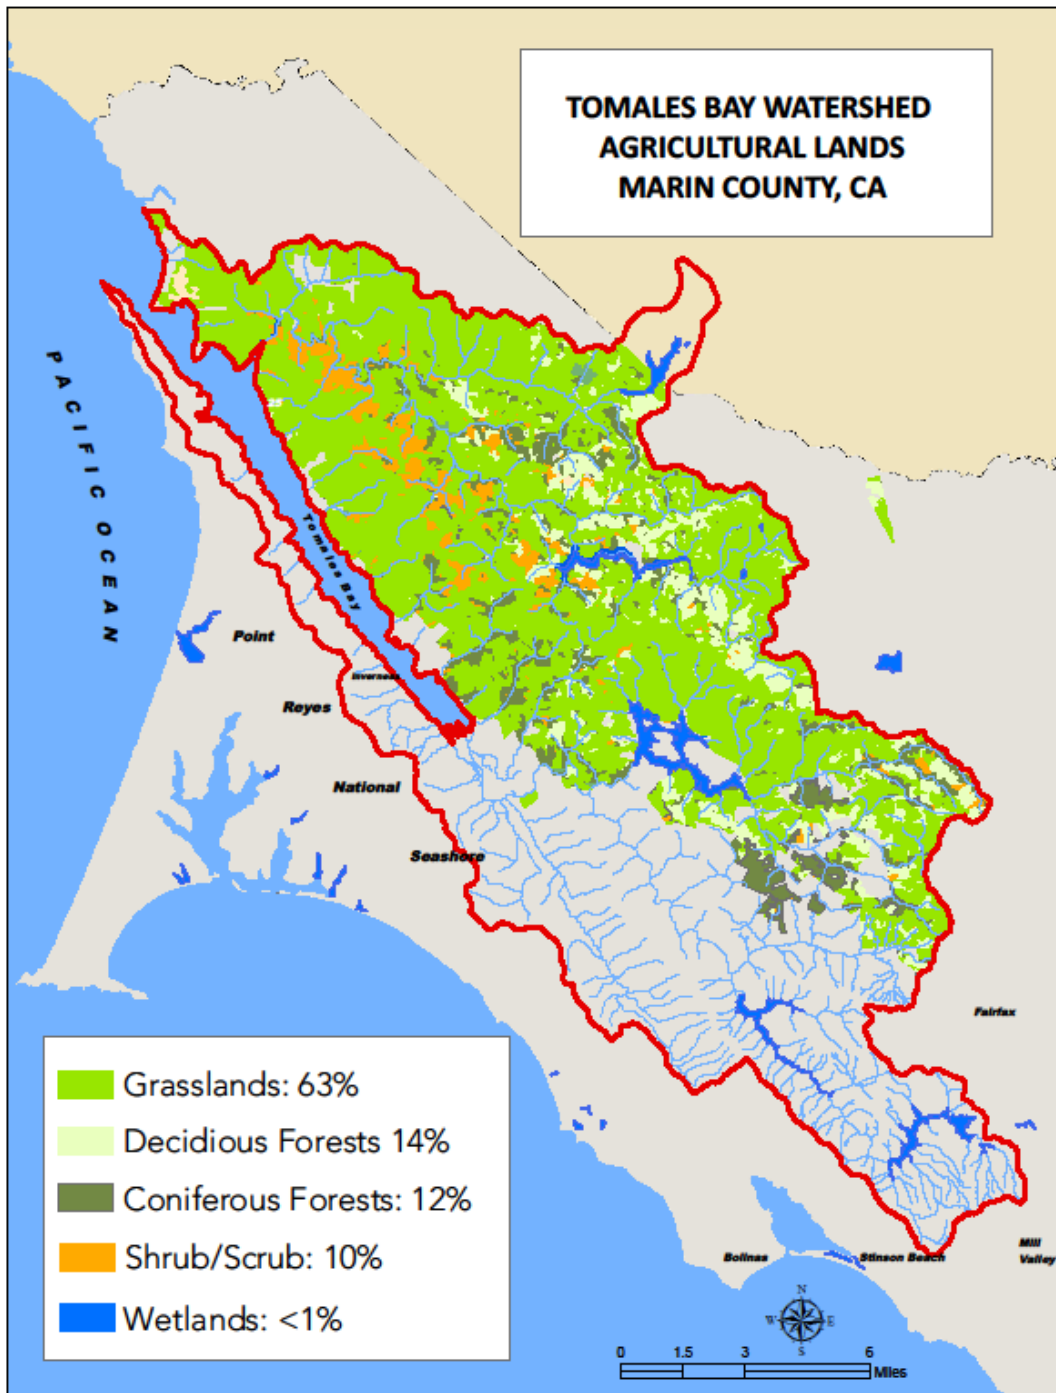 TOMALES BAY WATERSHED
AGRICULTURAL LANDS
MARIN COUNTY, CA
PACIFIC OCEAN
Tomales Bay
Point
Inverness
Reyes
National
Seashore
Fairfax
Grasslands: 63%
Decidious Forests 14%
Coniferous Forests: 12%
Shrub/Scrub: 10%
Wetlands: <1%
Bolinas
Stinson Beach
Mill
Valley
N
W E
S
0 1.5 3 6
Miles